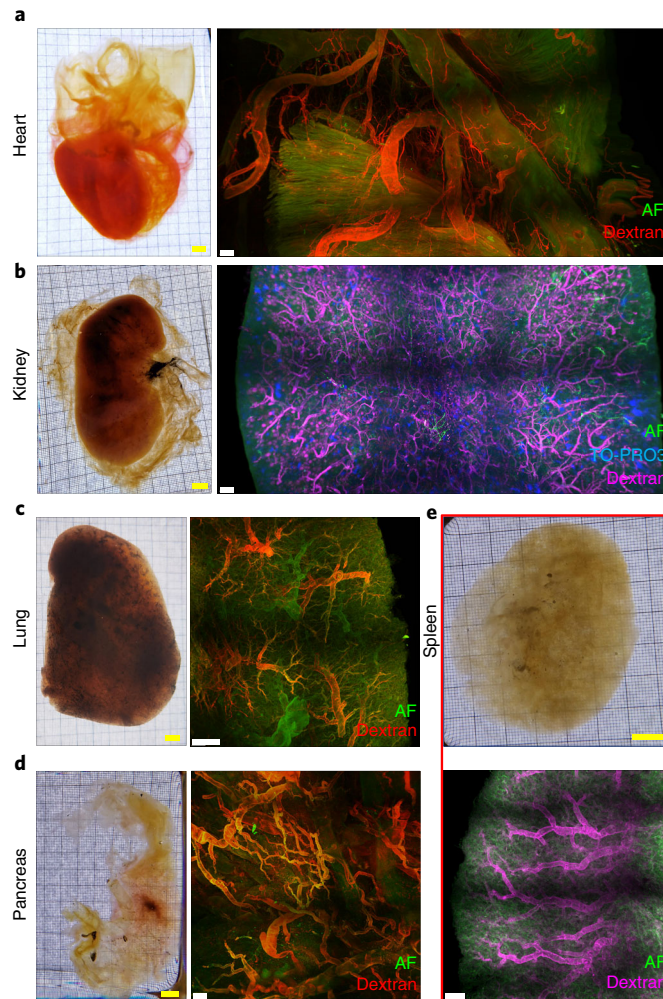 a
Heart
AF
Dextran
b
Kidney
AF
TO-PRO3
Dextran
c
Lung
AF
Dextran
e
Spleen
d
Pancreas
AF
Dextran
AF
Dextran